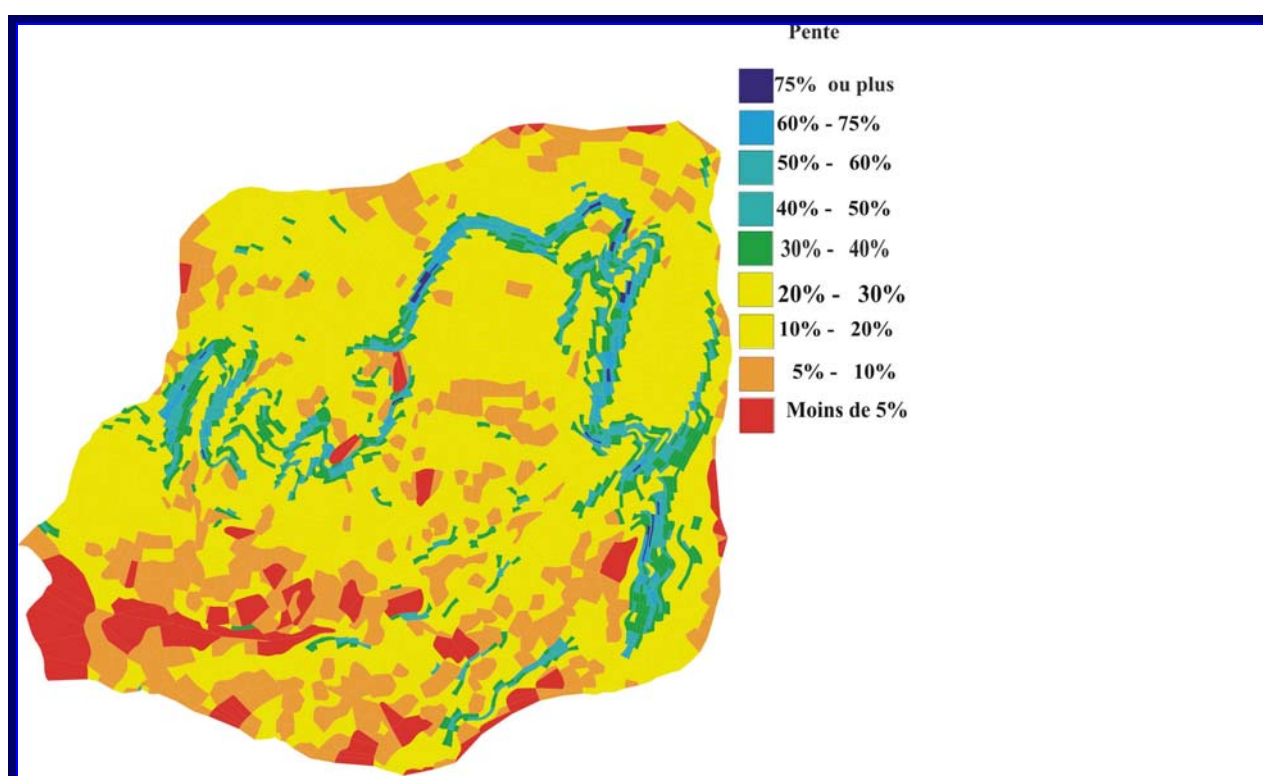 Pente
75% ou plus
60% - 75%
50% - 60%
40% - 50%
30% - 40%
20% - 30%
10% - 20%
5% - 10%
Moins de 5%